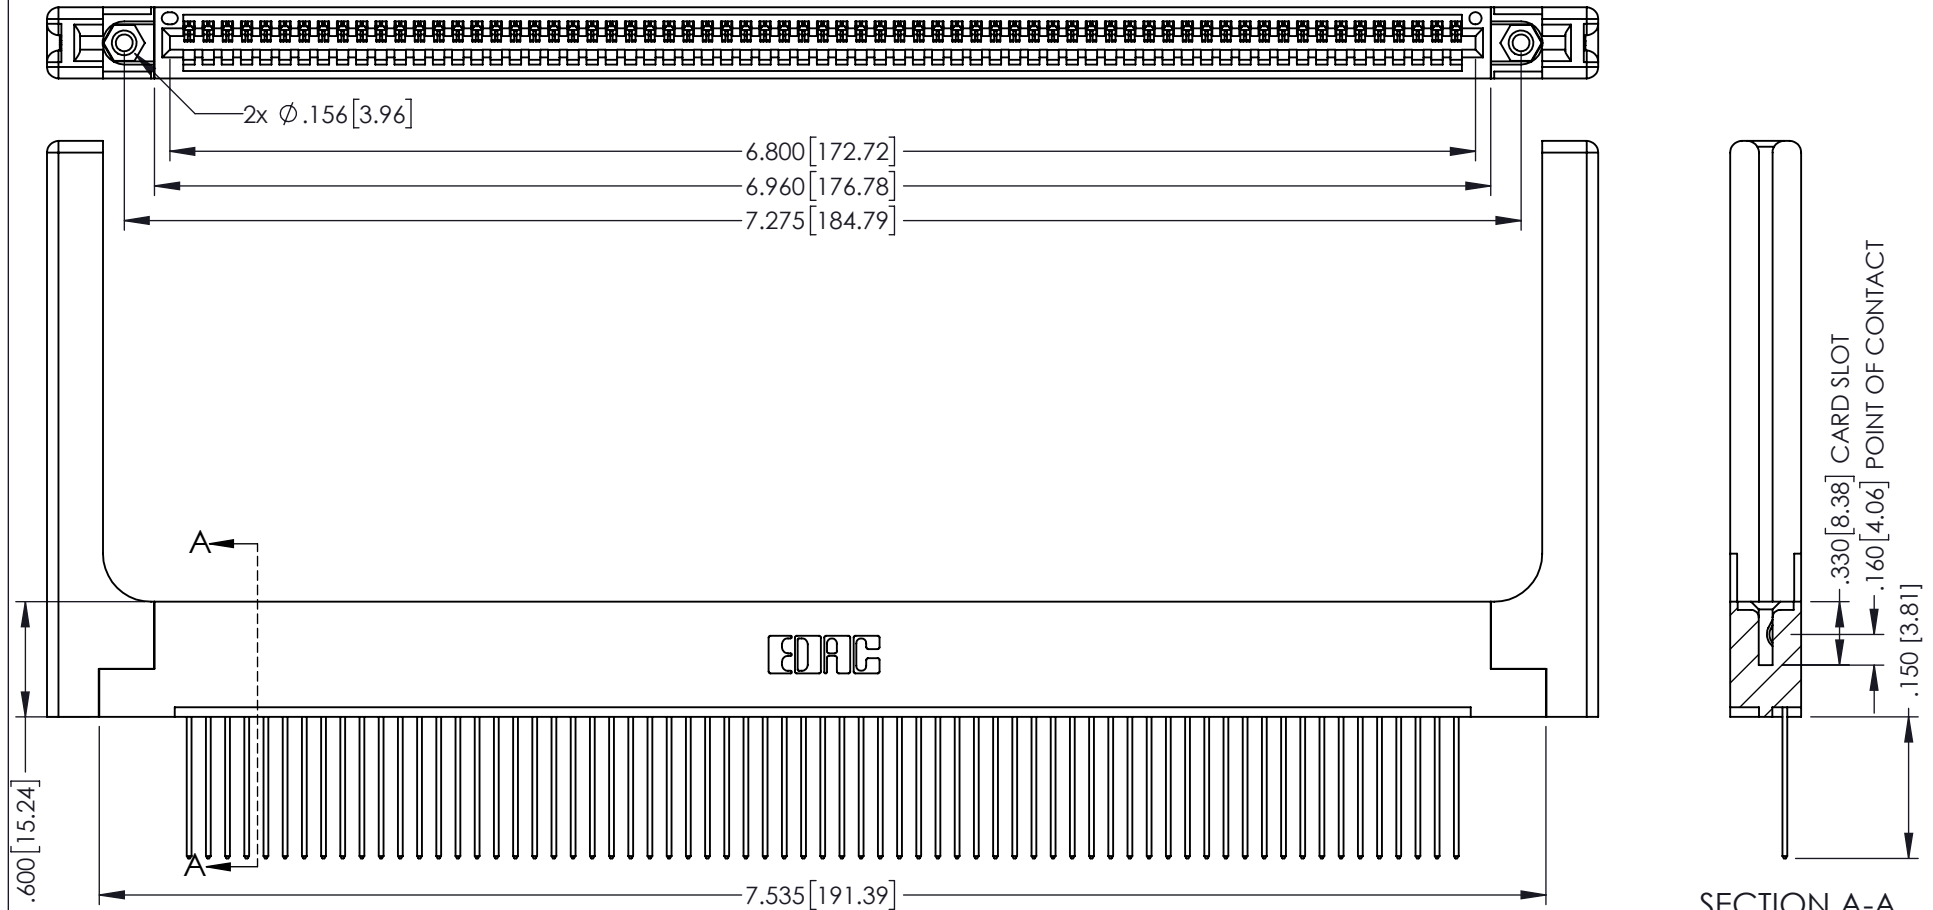 2x Ø.156[3.96]
6.800[172.72]
6.960[176.78]
7.275[184.79]
A
A
EDAC
.600[15.24]
7.535[191.39]
.330[8.38] CARD SLOT
.160[4.06] POINT OF CONTACT
.150 [3.81]
SECTION A-A